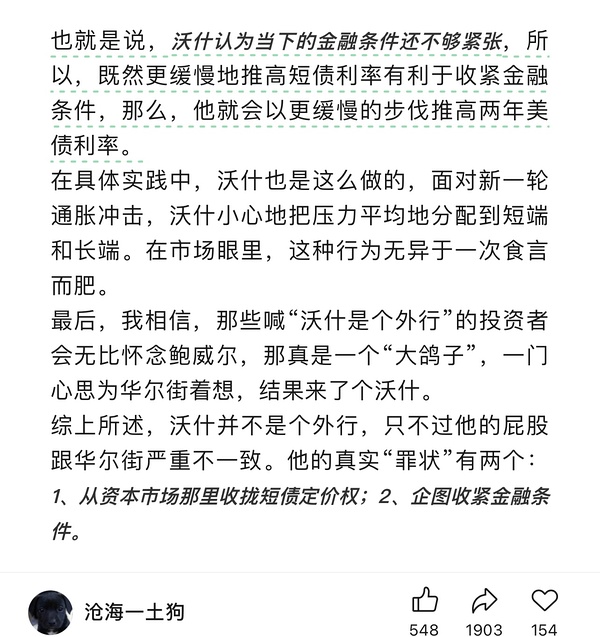 也就是说，沃什认为当下的金融条件还不够紧张，所
以，既然更缓慢地推高短债利率有利于收紧金融
条件，那么，他就会以更缓慢的步伐推高两年美
债利率。
在具体实践中，沃什也是这么做的，面对新一轮
通胀冲击，沃什小心地把压力平均地分配到短端
和长端。在市场眼里，这种行为无异于一次食言
而肥。
最后，我相信，那些喊“沃什是个外行”的投资者
会无比怀念鲍威尔，那真是一个“大鸽子”，一门
心思为华尔街着想，结果来了个沃什。
综上所述，沃什并不是个外行，只不过他的屁股
跟华尔街严重不一致。他的真实“罪状”有两个：
1、从资本市场那里收拢短债定价权；2、企图收紧金融条
件。
沧海一土狗
548 1903 154